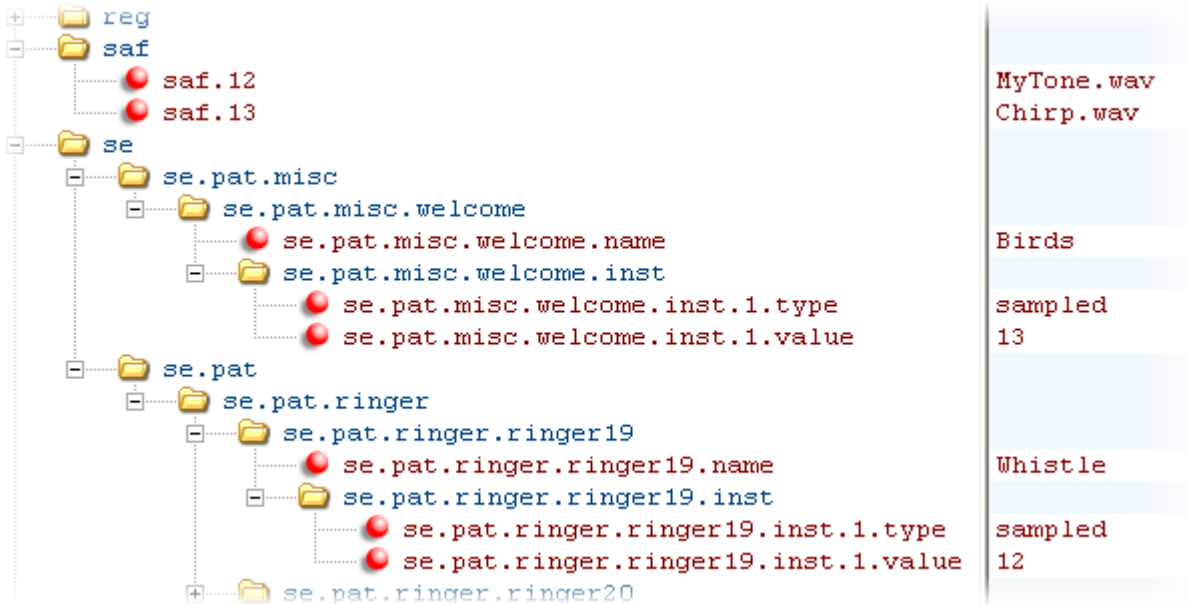 reg
saf
saf.12 MyTone.wav
saf.13 Chirp.wav
se
se.pat.misc
se.pat.misc.welcome
se.pat.misc.welcome.name Birds
se.pat.misc.welcome.inst
se.pat.misc.welcome.inst.1.type sampled
se.pat.misc.welcome.inst.1.value 13
se.pat
se.pat.ringer
se.pat.ringer.ringer19
se.pat.ringer.ringer19.name Whistle
se.pat.ringer.ringer19.inst
se.pat.ringer.ringer19.inst.1.type sampled
se.pat.ringer.ringer19.inst.1.value 12
se.pat.ringer.ringer20